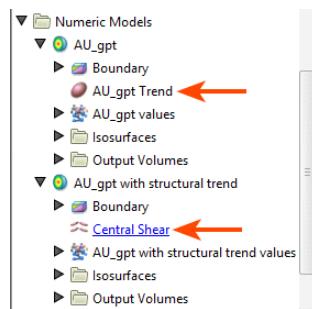 Numeric Models
AU_gpt
Boundary
AU_gpt Trend
AU_gpt values
Isosurfaces
Output Volumes
AU_gpt with structural trend
Boundary
Central Shear
AU_gpt with structural trend values
Isosurfaces
Output Volumes